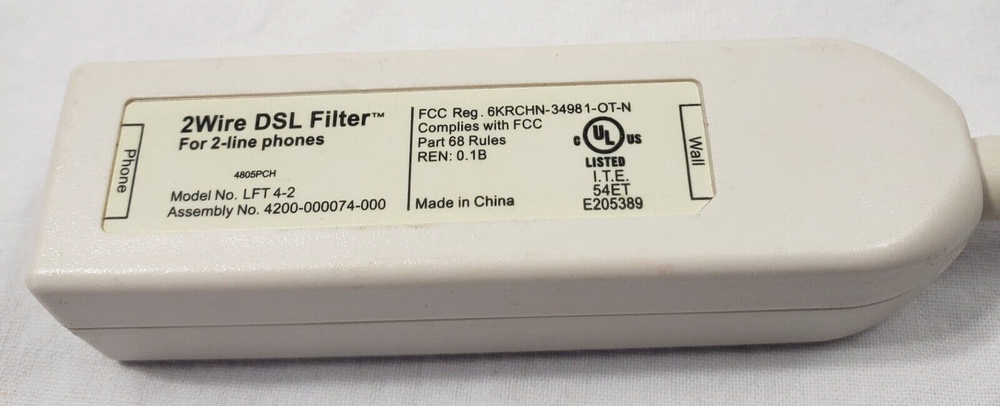 Phone
2Wire DSL Filter™
For 2-line phones
4805PCH
Model No. LFT 4-2
Assembly No. 4200-000074-000
FCC Reg. 6KRCHN-34981-OT-N
Complies with FCC
Part 68 Rules
REN: 0.1B
Made in China
C UL US
LISTED
I.T.E.
54ET
E205389
Wall